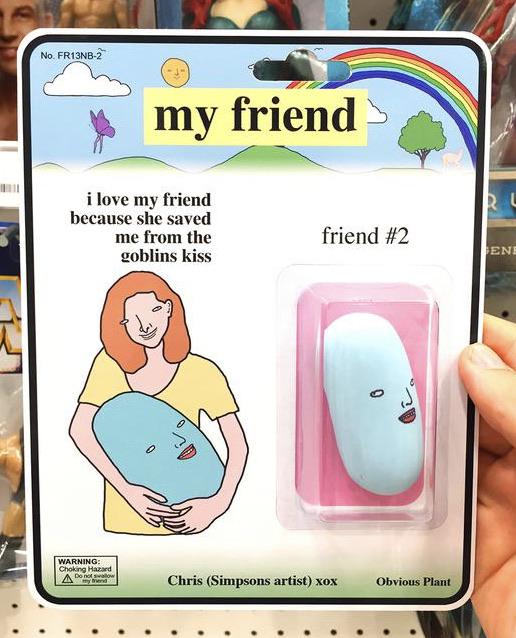 No. FR13NB-2
my friend
i love my friend
because she saved
me from the
goblins kiss
friend #2
WARNING:
Choking Hazard
Do not swallow
my friend
Chris (Simpsons artist) xox
Obvious Plant